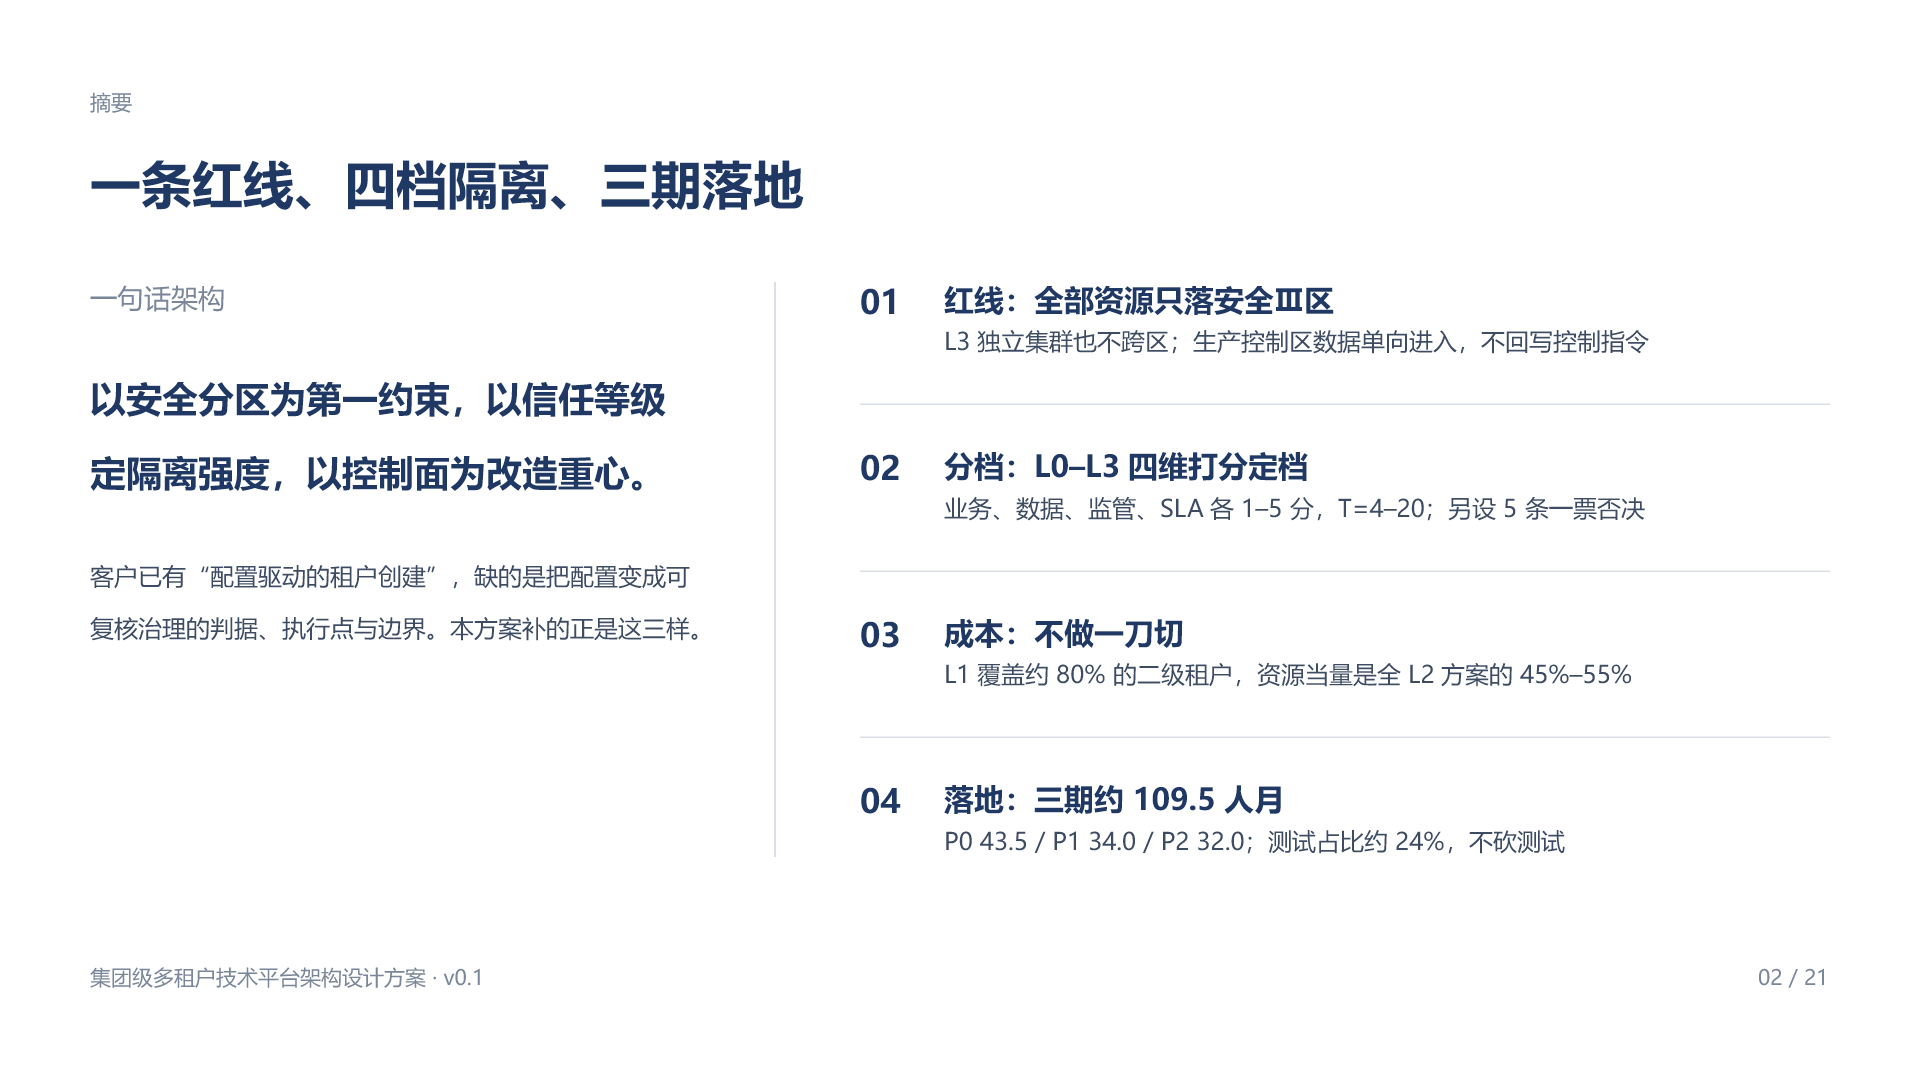 摘要
一条红线、四档隔离、三期落地
一句话架构
以安全分区为第一约束，以信任等级
定隔离强度，以控制面为改造重心。
客户已有“配置驱动的租户创建”，缺的是把配置变成可
复核治理的判据、执行点与边界。本方案补的正是这三样。
01 红线：全部资源只落安全Ⅲ区
L3 独立集群也不跨区；生产控制区数据单向进入，不回写控制指令
02 分档：L0–L3 四维打分定档
业务、数据、监管、SLA 各 1–5 分，T=4–20；另设 5 条一票否决
03 成本：不做一刀切
L1 覆盖约 80% 的二级租户，资源当量是全 L2 方案的 45%–55%
04 落地：三期约 109.5 人月
P0 43.5 / P1 34.0 / P2 32.0；测试占比约 24%，不砍测试
集团级多租户技术平台架构设计方案 · v0.1
02 / 21